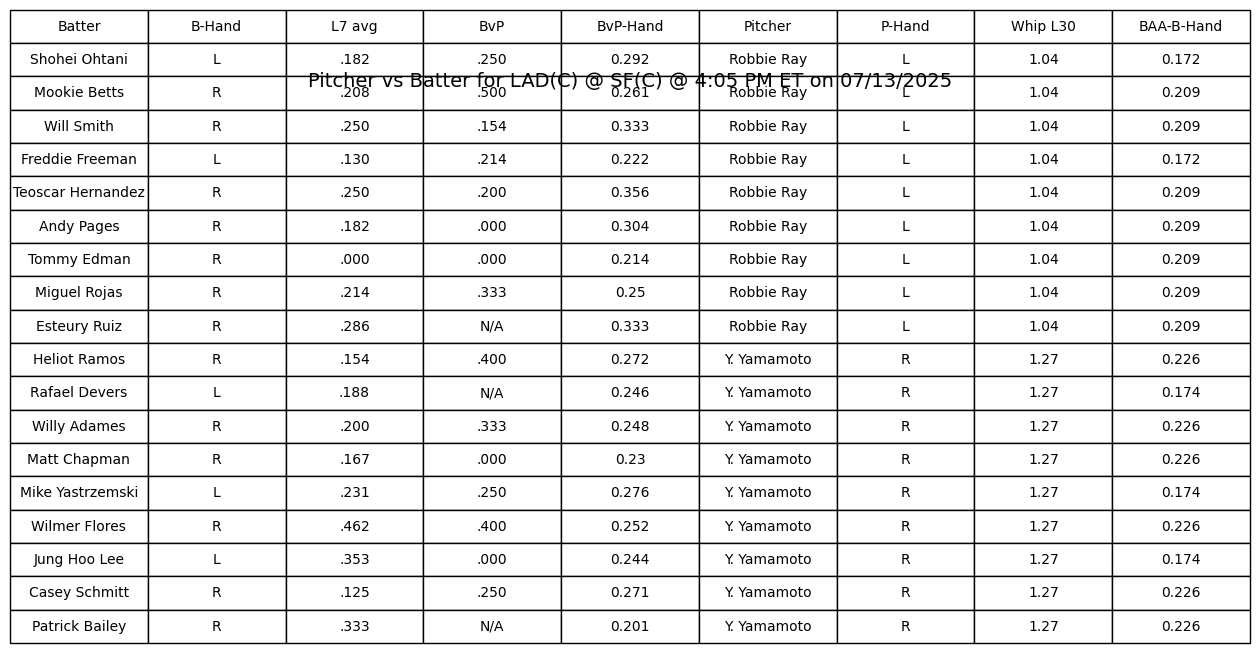 Batter B-Hand L7 avg BvP BvP-Hand Pitcher P-Hand Whip L30 BAA-B-Hand
Shohei Ohtani L .182 .250 0.292 Robbie Ray L 1.04 0.172
Pitcher vs Batter for LAD(C) @ SF(C) @ 4:05 PM ET on 07/13/2025
Mookie Betts R .208 .500 0.261 Robbie Ray L 1.04 0.209
Will Smith R .250 .154 0.333 Robbie Ray L 1.04 0.209
Freddie Freeman L .130 .214 0.222 Robbie Ray L 1.04 0.172
Teoscar Hernandez R .250 .200 0.356 Robbie Ray L 1.04 0.209
Andy Pages R .182 .000 0.304 Robbie Ray L 1.04 0.209
Tommy Edman R .000 .000 0.214 Robbie Ray L 1.04 0.209
Miguel Rojas R .214 .333 0.25 Robbie Ray L 1.04 0.209
Esteury Ruiz R .286 N/A 0.333 Robbie Ray L 1.04 0.209
Heliot Ramos R .154 .400 0.272 Y. Yamamoto R 1.27 0.226
Rafael Devers L .188 N/A 0.246 Y. Yamamoto R 1.27 0.174
Willy Adames R .200 .333 0.248 Y. Yamamoto R 1.27 0.226
Matt Chapman R .167 .000 0.23 Y. Yamamoto R 1.27 0.226
Mike Yastrzemski L .231 .250 0.276 Y. Yamamoto R 1.27 0.174
Wilmer Flores R .462 .400 0.252 Y. Yamamoto R 1.27 0.226
Jung Hoo Lee L .353 .000 0.244 Y. Yamamoto R 1.27 0.174
Casey Schmitt R .125 .250 0.271 Y. Yamamoto R 1.27 0.226
Patrick Bailey R .333 N/A 0.201 Y. Yamamoto R 1.27 0.226